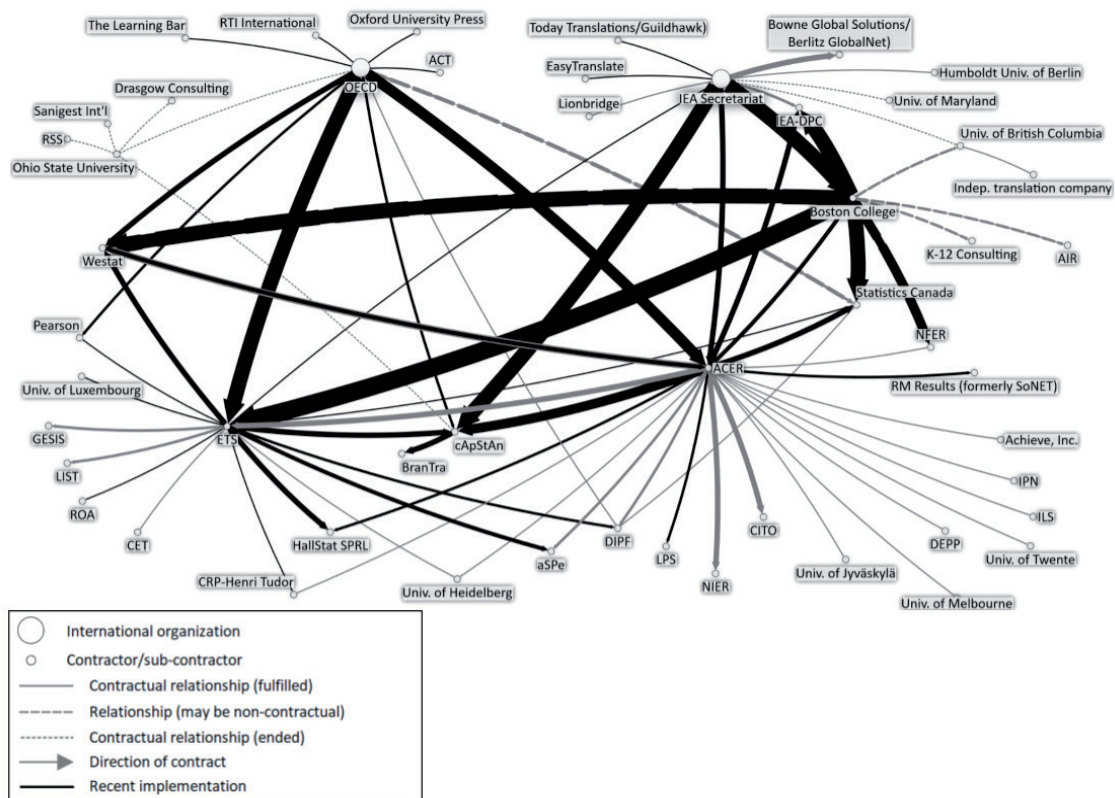 The Learning Bar
RTI International
Oxford University Press
ACT
OECD
Drasgow Consulting
Sanigest Int'l
RSS
Ohio State University
Today Translations/Guildhawk)
EasyTranslate
Lionbridge
IEA Secretariat
Bowne Global Solutions/
Berlitz GlobalNet)
Humboldt Univ. of Berlin
Univ. of Maryland
IEA-DPC
Univ. of British Columbia
Indep. translation company
Boston College
K-12 Consulting
AIR
Westat
Statistics Canada
Pearson
NFER
Univ. of Luxembourg
ACER
RM Results (formerly SoNET)
GESIS
ETS
cApStAn
LIST
BranTra
Achieve, Inc.
IPN
ROA
ILS
CET
HallStat SPRL
DIPF
CITO
DEPP
Univ. of Twente
aSPe
LPS
CRP-Henri Tudor
Univ. of Heidelberg
NIER
Univ. of Jyväskylä
Univ. of Melbourne
International organization
Contractor/sub-contractor
Contractual relationship (fulfilled)
Relationship (may be non-contractual)
Contractual relationship (ended)
Direction of contract
Recent implementation